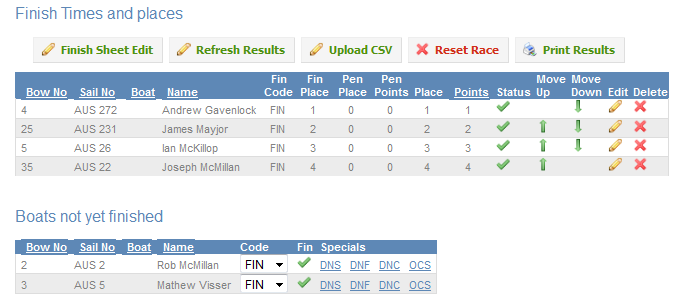 Finish Times and places
Finish Sheet Edit Refresh Results Upload CSV Reset Race Print Results
Bow No Sail No Boat Name Fin Code Fin Place Pen Place Pen Points Place Points Status Move Up Move Down Edit Delete
4 AUS 272 Andrew Gavenlock FIN 1 0 0 1 1
25 AUS 231 James Mayjor FIN 2 0 0 2 2
5 AUS 26 Ian McKillop FIN 3 0 0 3 3
35 AUS 22 Joseph McMillan FIN 4 0 0 4 4
Boats not yet finished
Bow No Sail No Boat Name Code Fin Specials
2 AUS 2 Rob McMillan FIN DNS DNF DNC OCS
3 AUS 5 Mathew Visser FIN DNS DNF DNC OCS